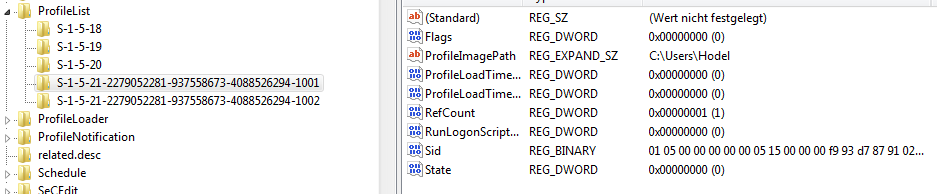 ProfileList
S-1-5-18
S-1-5-19
S-1-5-20
S-1-5-21-2279052281-937558673-4088526294-1001
S-1-5-21-2279052281-937558673-4088526294-1002
ProfileLoader
ProfileNotification
related.desc
Schedule
SeCEdit
(Standard) REG_SZ (Wert nicht festgelegt)
Flags REG_DWORD 0x00000000 (0)
ProfileImagePath REG_EXPAND_SZ C:\Users\Hodel
ProfileLoadTime... REG_DWORD 0x00000000 (0)
ProfileLoadTime... REG_DWORD 0x00000000 (0)
RefCount REG_DWORD 0x00000001 (1)
RunLogonScript... REG_DWORD 0x00000000 (0)
Sid REG_BINARY 01 05 00 00 00 00 00 05 15 00 00 00 f9 93 d7 87 91 02...
State REG_DWORD 0x00000000 (0)